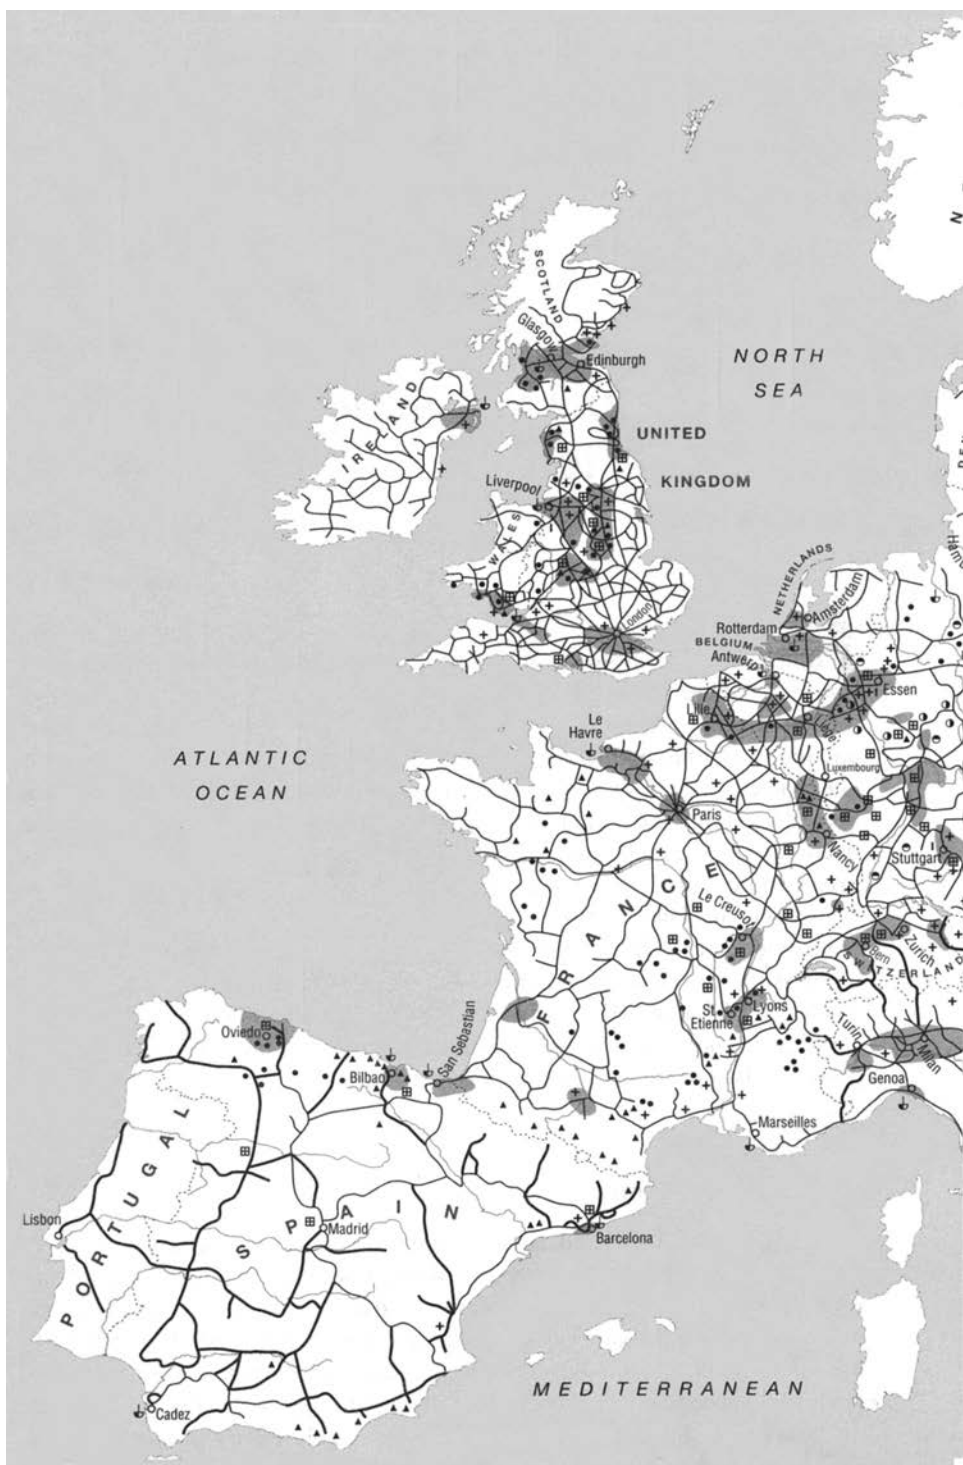 N
SCOTLAND
Glasgow
Edinburgh
NORTH
SEA
IRELAND
UNITED
KINGDOM
DEN
Liverpool
WALES
NETHERLANDS
Hamb
Amsterdam
London
Rotterdam
BELGIUM
Antwerp
Essen
Lille
Liège
Le
Havre
ATLANTIC
OCEAN
Luxembourg
Paris
Nancy
Stuttgart
FRANCE
Le Creusot
Zurich
Bern
SWITZERLAND
Lyons
St
Etienne
Turin
Milan
Oviedo
San Sebastian
Bilbao
Genoa
Marseilles
PORTUGAL
SPAIN
Lisbon
Madrid
Barcelona
MEDITERRANEAN
Cadez